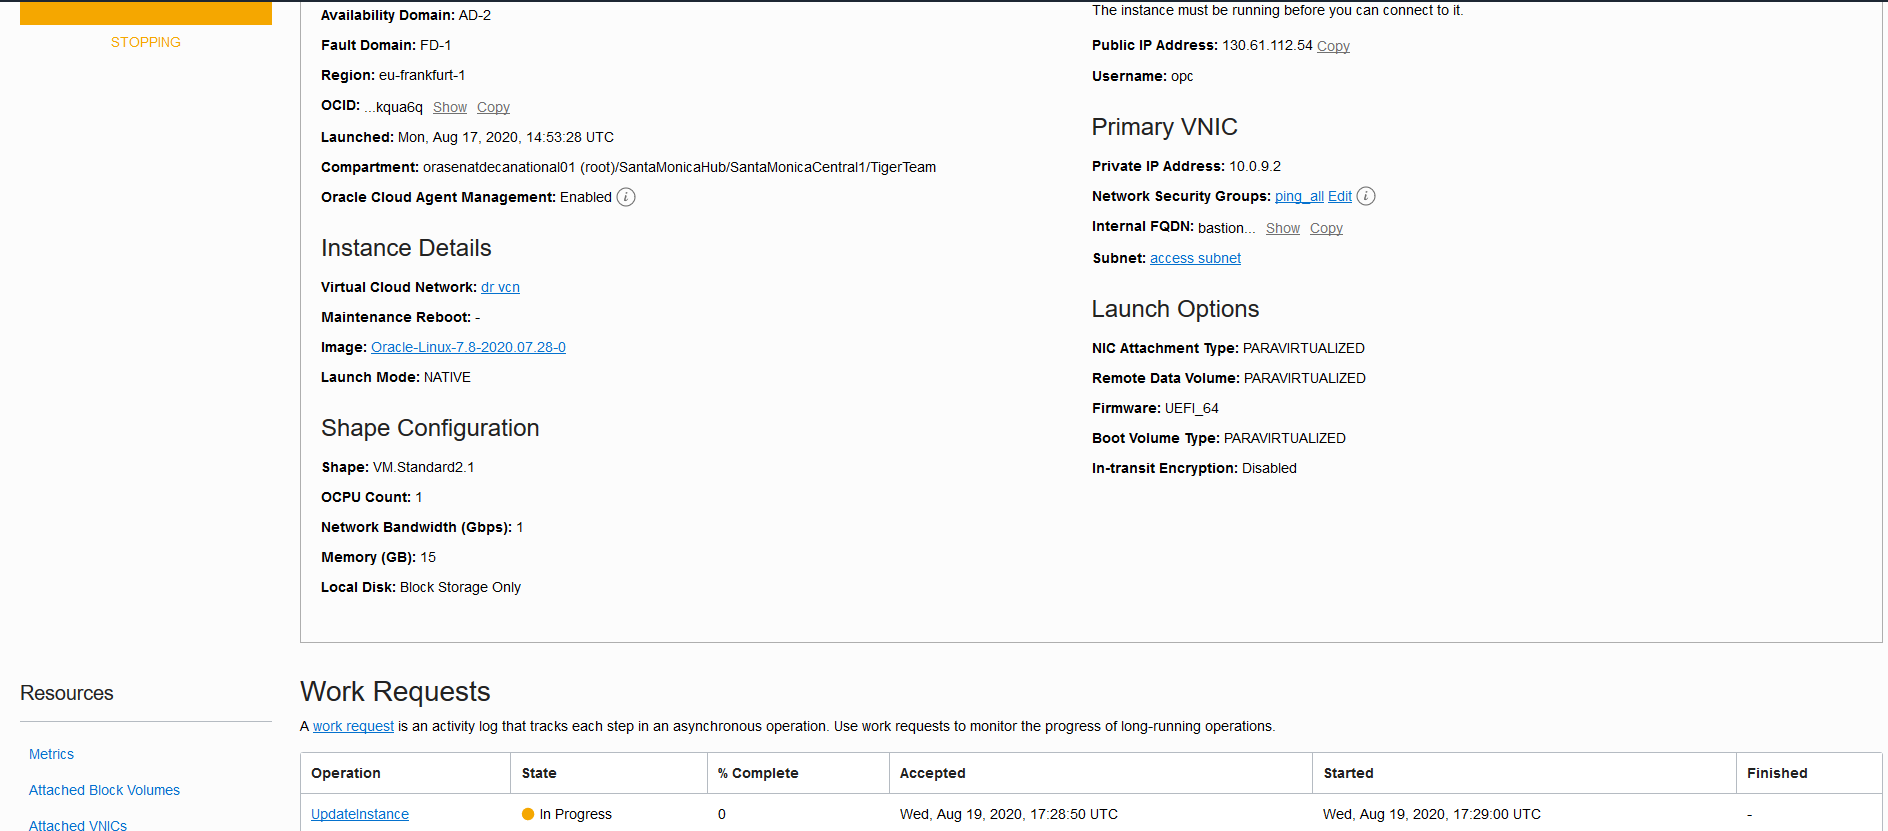 STOPPING
Availability Domain: AD-2
Fault Domain: FD-1
Region: eu-frankfurt-1
OCID: ...kqua6q Show Copy
Launched: Mon, Aug 17, 2020, 14:53:28 UTC
Compartment: orasenatdecanational01 (root)/SantaMonicaHub/SantaMonicaCentral1/TigerTeam
Oracle Cloud Agent Management: Enabled i
Instance Details
Virtual Cloud Network: dr vcn
Maintenance Reboot: -
Image: Oracle-Linux-7.8-2020.07.28-0
Launch Mode: NATIVE
Shape Configuration
Shape: VM.Standard2.1
OCPU Count: 1
Network Bandwidth (Gbps): 1
Memory (GB): 15
Local Disk: Block Storage Only
The instance must be running before you can connect to it.
Public IP Address: 130.61.112.54 Copy
Username: opc
Primary VNIC
Private IP Address: 10.0.9.2
Network Security Groups: ping_all Edit i
Internal FQDN: bastion... Show Copy
Subnet: access subnet
Launch Options
NIC Attachment Type: PARAVIRTUALIZED
Remote Data Volume: PARAVIRTUALIZED
Firmware: UEFI_64
Boot Volume Type: PARAVIRTUALIZED
In-transit Encryption: Disabled
Resources
Metrics
Attached Block Volumes
Attached VNICs
Work Requests
A work request is an activity log that tracks each step in an asynchronous operation. Use work requests to monitor the progress of long-running operations.
Operation State % Complete Accepted Started Finished
UpdateInstance In Progress 0 Wed, Aug 19, 2020, 17:28:50 UTC Wed, Aug 19, 2020, 17:29:00 UTC -